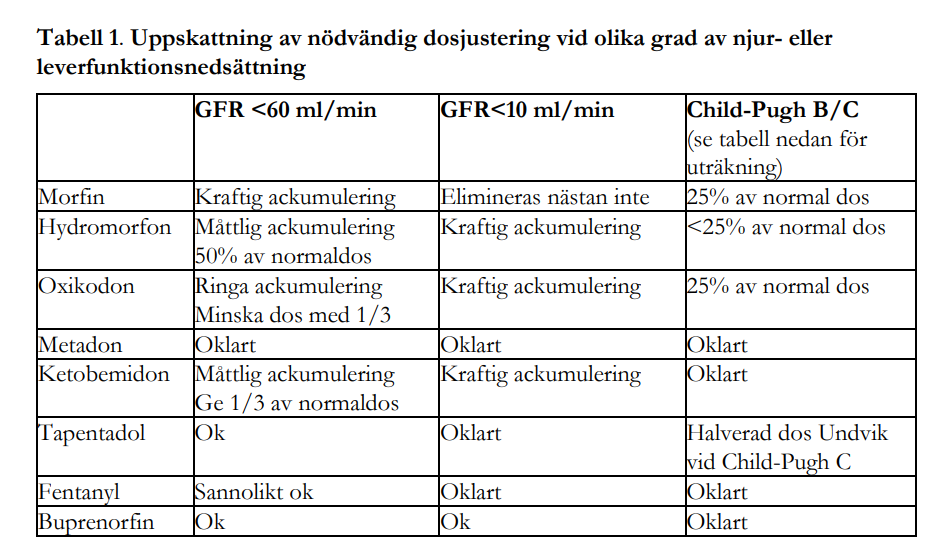 Tabell 1. Uppskattning av nödvändig dosjustering vid olika grad av njur- eller
leverfunktionsnedsättning
GFR <60 ml/min GFR<10 ml/min Child-Pugh B/C
(se tabell nedan för
uträkning)
Morfin Kraftig ackumulering Elimineras nästan inte 25% av normal dos
Hydromorfon Måttlig ackumulering Kraftig ackumulering <25% av normal dos
50% av normaldos
Oxikodon Ringa ackumulering Kraftig ackumulering 25% av normal dos
Minska dos med 1/3
Metadon Oklart Oklart Oklart
Ketobemidon Måttlig ackumulering Kraftig ackumulering Oklart
Ge 1/3 av normaldos
Tapentadol Ok Oklart Halverad dos Undvik
vid Child-Pugh C
Fentanyl Sannolikt ok Oklart Oklart
Buprenorfin Ok Ok Oklart